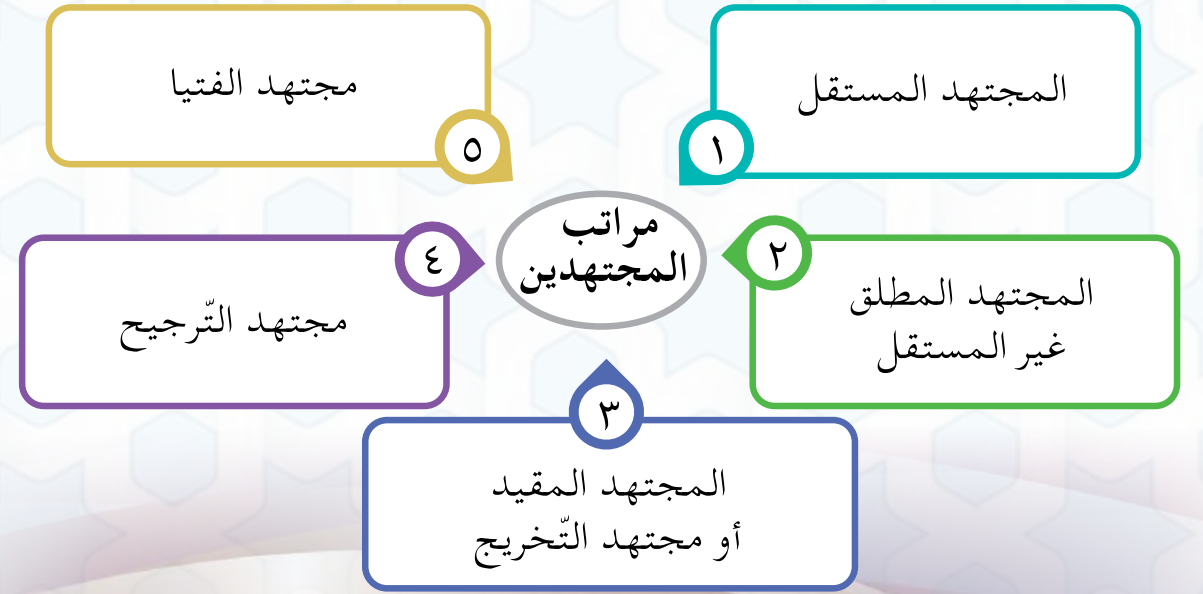 مراتب
المجتهدين
١
المجتهد المستقل
٢
المجتهد المطلق
غير المستقل
٣
المجتهد المقيد
أو مجتهد التّخريج
٤
مجتهد التّرجيح
٥
مجتهد الفتيا